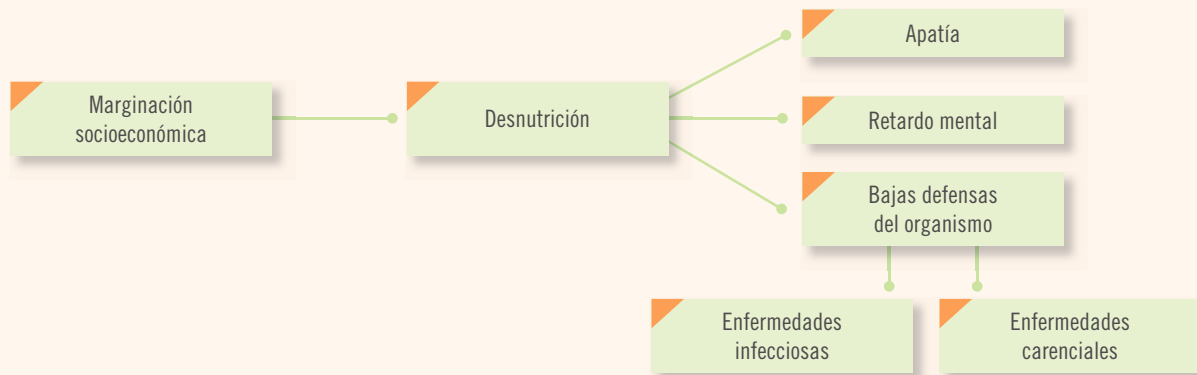 Apatía
Marginación
socioeconómica
Desnutrición
Retardo mental
Bajas defensas
del organismo
Enfermedades
infecciosas
Enfermedades
carenciales